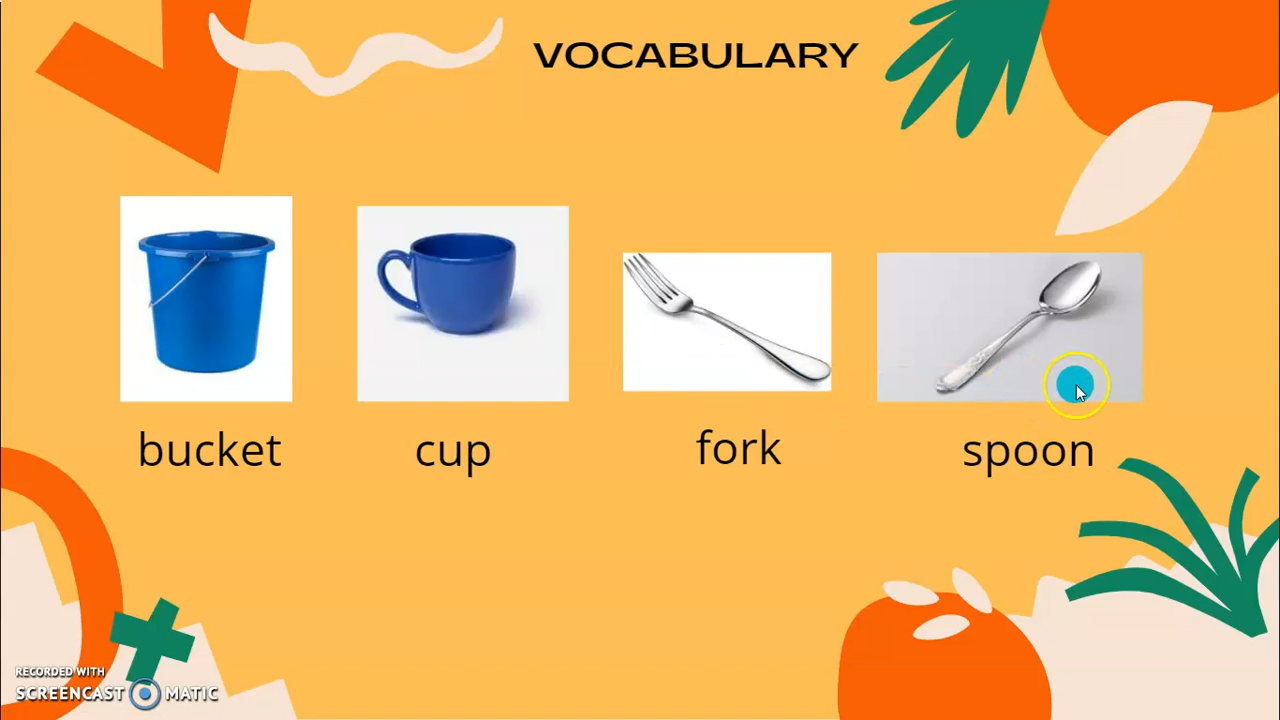 VOCABULARY
bucket
cup
fork
spoon
RECORDED WITH
SCREENCAST MATIC